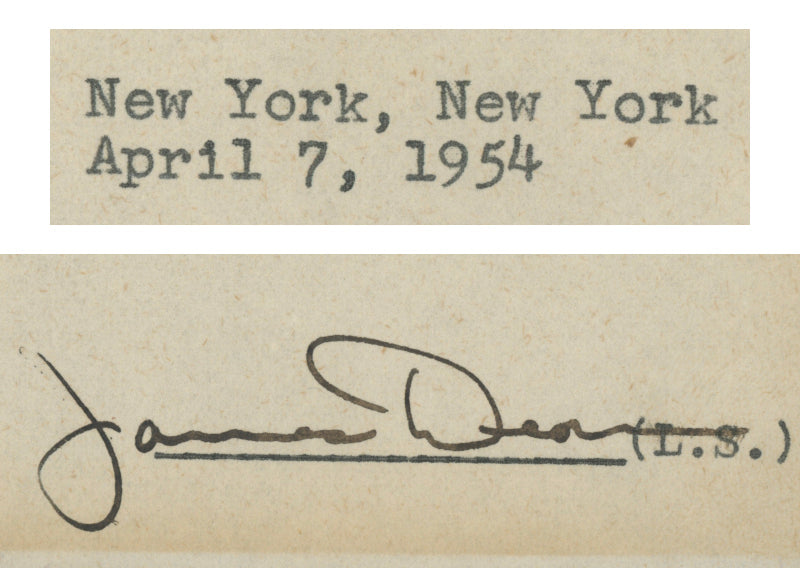 New York, New York
April 7, 1954
James Dean (L.S.)